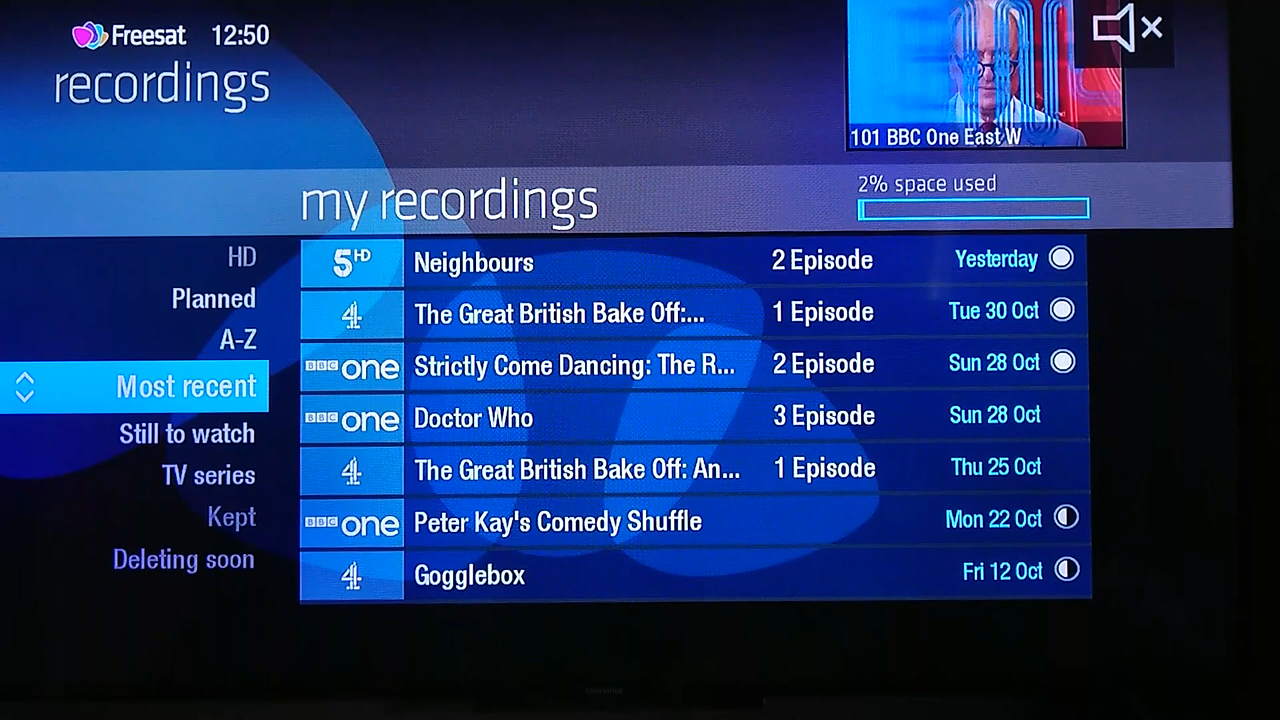 Freesat 12:50
recordings
101 BBC One East W
my recordings
2% space used
HD
Planned
A-Z
Most recent
Still to watch
TV series
Kept
Deleting soon
5HD Neighbours 2 Episode Yesterday
4 The Great British Bake Off:... 1 Episode Tue 30 Oct
BBC one Strictly Come Dancing: The R... 2 Episode Sun 28 Oct
BBC one Doctor Who 3 Episode Sun 28 Oct
4 The Great British Bake Off: An... 1 Episode Thu 25 Oct
BBC one Peter Kay's Comedy Shuffle Mon 22 Oct
4 Gogglebox Fri 12 Oct
SAMSUNG